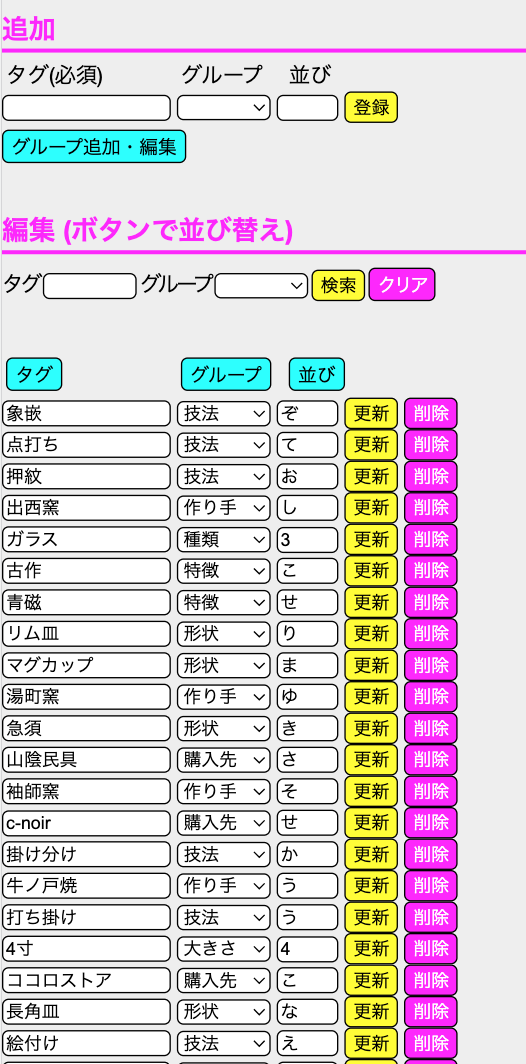 追加
タグ(必須) グループ 並び
登録
グループ追加・編集
編集 (ボタンで並び替え)
タグ グループ 検索 クリア
タグ グループ 並び
象嵌 技法 ぞ 更新 削除
点打ち 技法 て 更新 削除
押紋 技法 お 更新 削除
出西窯 作り手 し 更新 削除
ガラス 種類 3 更新 削除
古作 特徴 こ 更新 削除
青磁 特徴 せ 更新 削除
リム皿 形状 り 更新 削除
マグカップ 形状 ま 更新 削除
湯町窯 作り手 ゆ 更新 削除
急須 形状 き 更新 削除
山陰民具 購入先 さ 更新 削除
袖師窯 作り手 そ 更新 削除
c-noir 購入先 せ 更新 削除
掛け分け 技法 か 更新 削除
牛ノ戸焼 作り手 う 更新 削除
打ち掛け 技法 う 更新 削除
4寸 大きさ 4 更新 削除
ココロストア 購入先 こ 更新 削除
長角皿 形状 な 更新 削除
絵付け 技法 え 更新 削除